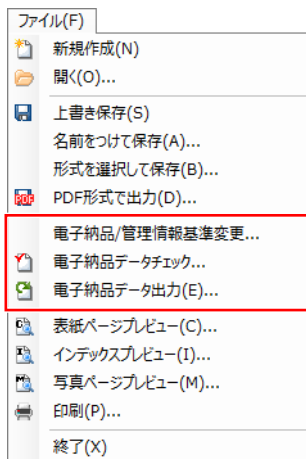 ファイル(F)
新規作成(N)
開く(O)...
上書き保存(S)
名前をつけて保存(A)...
形式を選択して保存(B)...
PDF形式で出力(D)...
電子納品/管理情報基準変更...
電子納品データチェック...
電子納品データ出力(E)...
表紙ページプレビュー(C)...
インデックスプレビュー(I)...
写真ページプレビュー(M)...
印刷(P)...
終了(X)